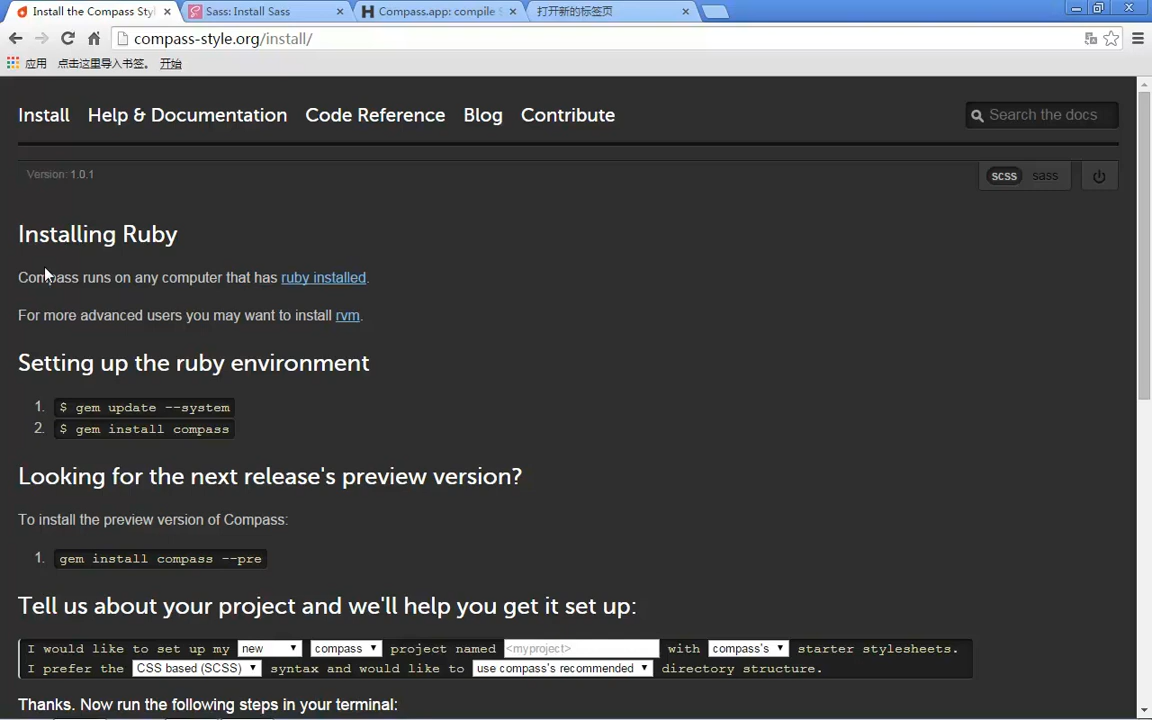 Install the Compass Styl
Sass: Install Sass
Compass.app: compile S
打开新的标签页
compass-style.org/install/
应用 点击这里导入书签。 开始
Install Help & Documentation Code Reference Blog Contribute
Search the docs
Version: 1.0.1
scss sass
Installing Ruby
Compass runs on any computer that has ruby installed.
For more advanced users you may want to install rvm.
Setting up the ruby environment
1. $ gem update --system
2. $ gem install compass
Looking for the next release's preview version?
To install the preview version of Compass:
1. gem install compass --pre
Tell us about your project and we'll help you get it set up:
I would like to set up my new compass project named <myproject> with compass's starter stylesheets.
I prefer the CSS based (SCSS) syntax and would like to use compass's recommended directory structure.
Thanks. Now run the following steps in your terminal: